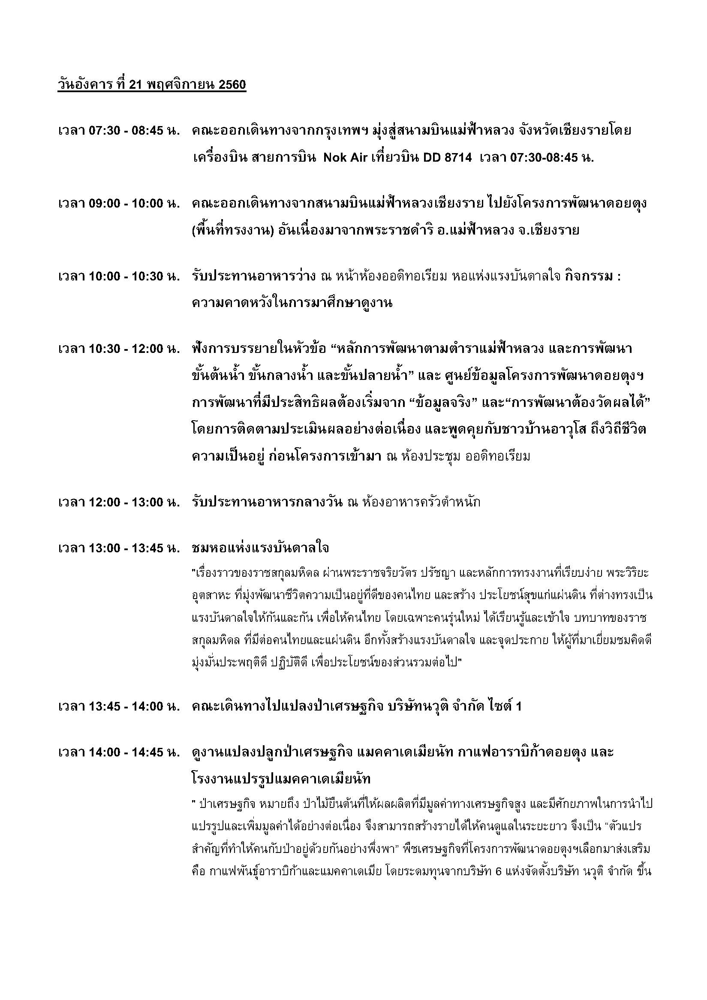 วันอังคาร ที่ 21 พฤศจิกายน 2560
เวลา 07:30 - 08:45 น. คณะออกเดินทางจากกรุงเทพฯ มุ่งสู่สนามบินแม่ฟ้าหลวง จังหวัดเชียงรายโดย
เครื่องบิน สายการบิน Nok Air เที่ยวบิน DD 8714 เวลา 07:30-08:45 น.
เวลา 09:00 - 10:00 น. คณะออกเดินทางจากสนามบินแม่ฟ้าหลวงเชียงราย ไปยังโครงการพัฒนาดอยตุง
(พื้นที่ทรงงาน) อันเนื่องมาจากพระราชดำริ อ.แม่ฟ้าหลวง จ.เชียงราย
เวลา 10:00 - 10:30 น. รับประทานอาหารว่าง ณ หน้าห้องออดิทอเรียม หอแห่งแรงบันดาลใจ กิจกรรม :
ความคาดหวังในการมาศึกษาดูงาน
เวลา 10:30 - 12:00 น. ฟังการบรรยายในหัวข้อ “หลักการพัฒนาตามตำราแม่ฟ้าหลวง และการพัฒนา
ขั้นต้นน้ำ ขั้นกลางน้ำ และขั้นปลายน้ำ” และ ศูนย์ข้อมูลโครงการพัฒนาดอยตุงฯ
การพัฒนาที่มีประสิทธิผลต้องเริ่มจาก “ข้อมูลจริง” และ“การพัฒนาต้องวัดผลได้”
โดยการติดตามประเมินผลอย่างต่อเนื่อง และพูดคุยกับชาวบ้านอาวุโส ถึงวิถีชีวิต
ความเป็นอยู่ ก่อนโครงการเข้ามา ณ ห้องประชุม ออดิทอเรียม
เวลา 12:00 - 13:00 น. รับประทานอาหารกลางวัน ณ ห้องอาหารครัวตำหนัก
เวลา 13:00 - 13:45 น. ชมหอแห่งแรงบันดาลใจ
"เรื่องราวของราชสกุลมหิดล ผ่านพระราชจริยวัตร ปรัชญา และหลักการทรงงานที่เรียบง่าย พระวิริยะ
อุตสาหะ ที่มุ่งพัฒนาชีวิตความเป็นอยู่ที่ดีของคนไทย และสร้าง ประโยชน์สุขแก่แผ่นดิน ที่ต่างทรงเป็น
แรงบันดาลใจให้กันและกัน เพื่อให้คนไทย โดยเฉพาะคนรุ่นใหม่ ได้เรียนรู้และเข้าใจ บทบาทของราช
สกุลมหิดล ที่มีต่อคนไทยและแผ่นดิน อีกทั้งสร้างแรงบันดาลใจ และจุดประกาย ให้ผู้ที่มาเยี่ยมชมคิดดี
มุ่งมั่นประพฤติดี ปฏิบัติดี เพื่อประโยชน์ของส่วนรวมต่อไป"
เวลา 13:45 - 14:00 น. คณะเดินทางไปแปลงป่าเศรษฐกิจ บริษัทนวุติ จำกัด ไซต์ 1
เวลา 14:00 - 14:45 น. ดูงานแปลงปลูกป่าเศรษฐกิจ แมคคาเดเมียนัท กาแฟอาราบิก้าดอยตุง และ
โรงงานแปรรูปแมคคาเดเมียนัท
" ป่าเศรษฐกิจ หมายถึง ป่าไม้ยืนต้นที่ให้ผลผลิตที่มีมูลค่าทางเศรษฐกิจสูง และมีศักยภาพในการนำไป
แปรรูปและเพิ่มมูลค่าได้อย่างต่อเนื่อง จึงสามารถสร้างรายได้ให้คนดูแลในระยะยาว จึงเป็น “ตัวแปร
สำคัญที่ทำให้คนกับป่าอยู่ด้วยกันอย่างพึ่งพา” พืชเศรษฐกิจที่โครงการพัฒนาดอยตุงฯเลือกมาส่งเสริม
คือ กาแฟพันธุ์อาราบิก้าและแมคคาเดเมีย โดยระดมทุนจากบริษัท 6 แห่งจัดตั้งบริษัท นวุติ จำกัด ขึ้น